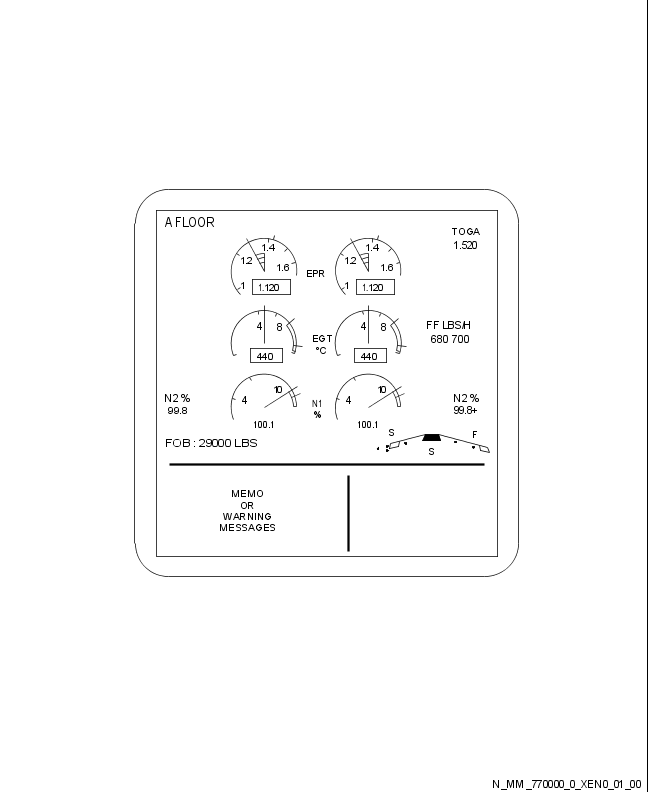 A FLOOR
TOGA
1.520
1 1.2 1.4 1.6
1.120
EPR
1 1.2 1.4 1.6
1.120
4 8
440
EGT
°C
4 8
440
FF LBS/H
680 700
N2 %
99.8
4 10
100.1
N1
%
4 10
100.1
N2 %
99.8+
FOB : 29000 LBS
S F
S
MEMO
OR
WARNING
MESSAGES
N_MM_770000_0_XEN0_01_00